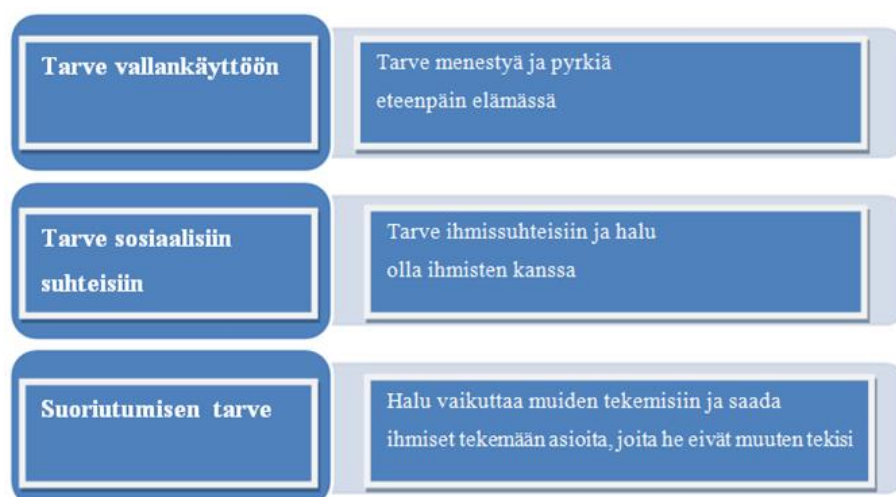 Tarve vallankäyttöön
Tarve menestyä ja pyrkiä
eteenpäin elämässä
Tarve sosiaalisiin
suhteisiin
Tarve ihmissuhteisiin ja halu
olla ihmisten kanssa
Suoriutumisen tarve
Halu vaikuttaa muiden tekemisiin ja saada
ihmiset tekemään asioita, joita he eivät muuten tekisi